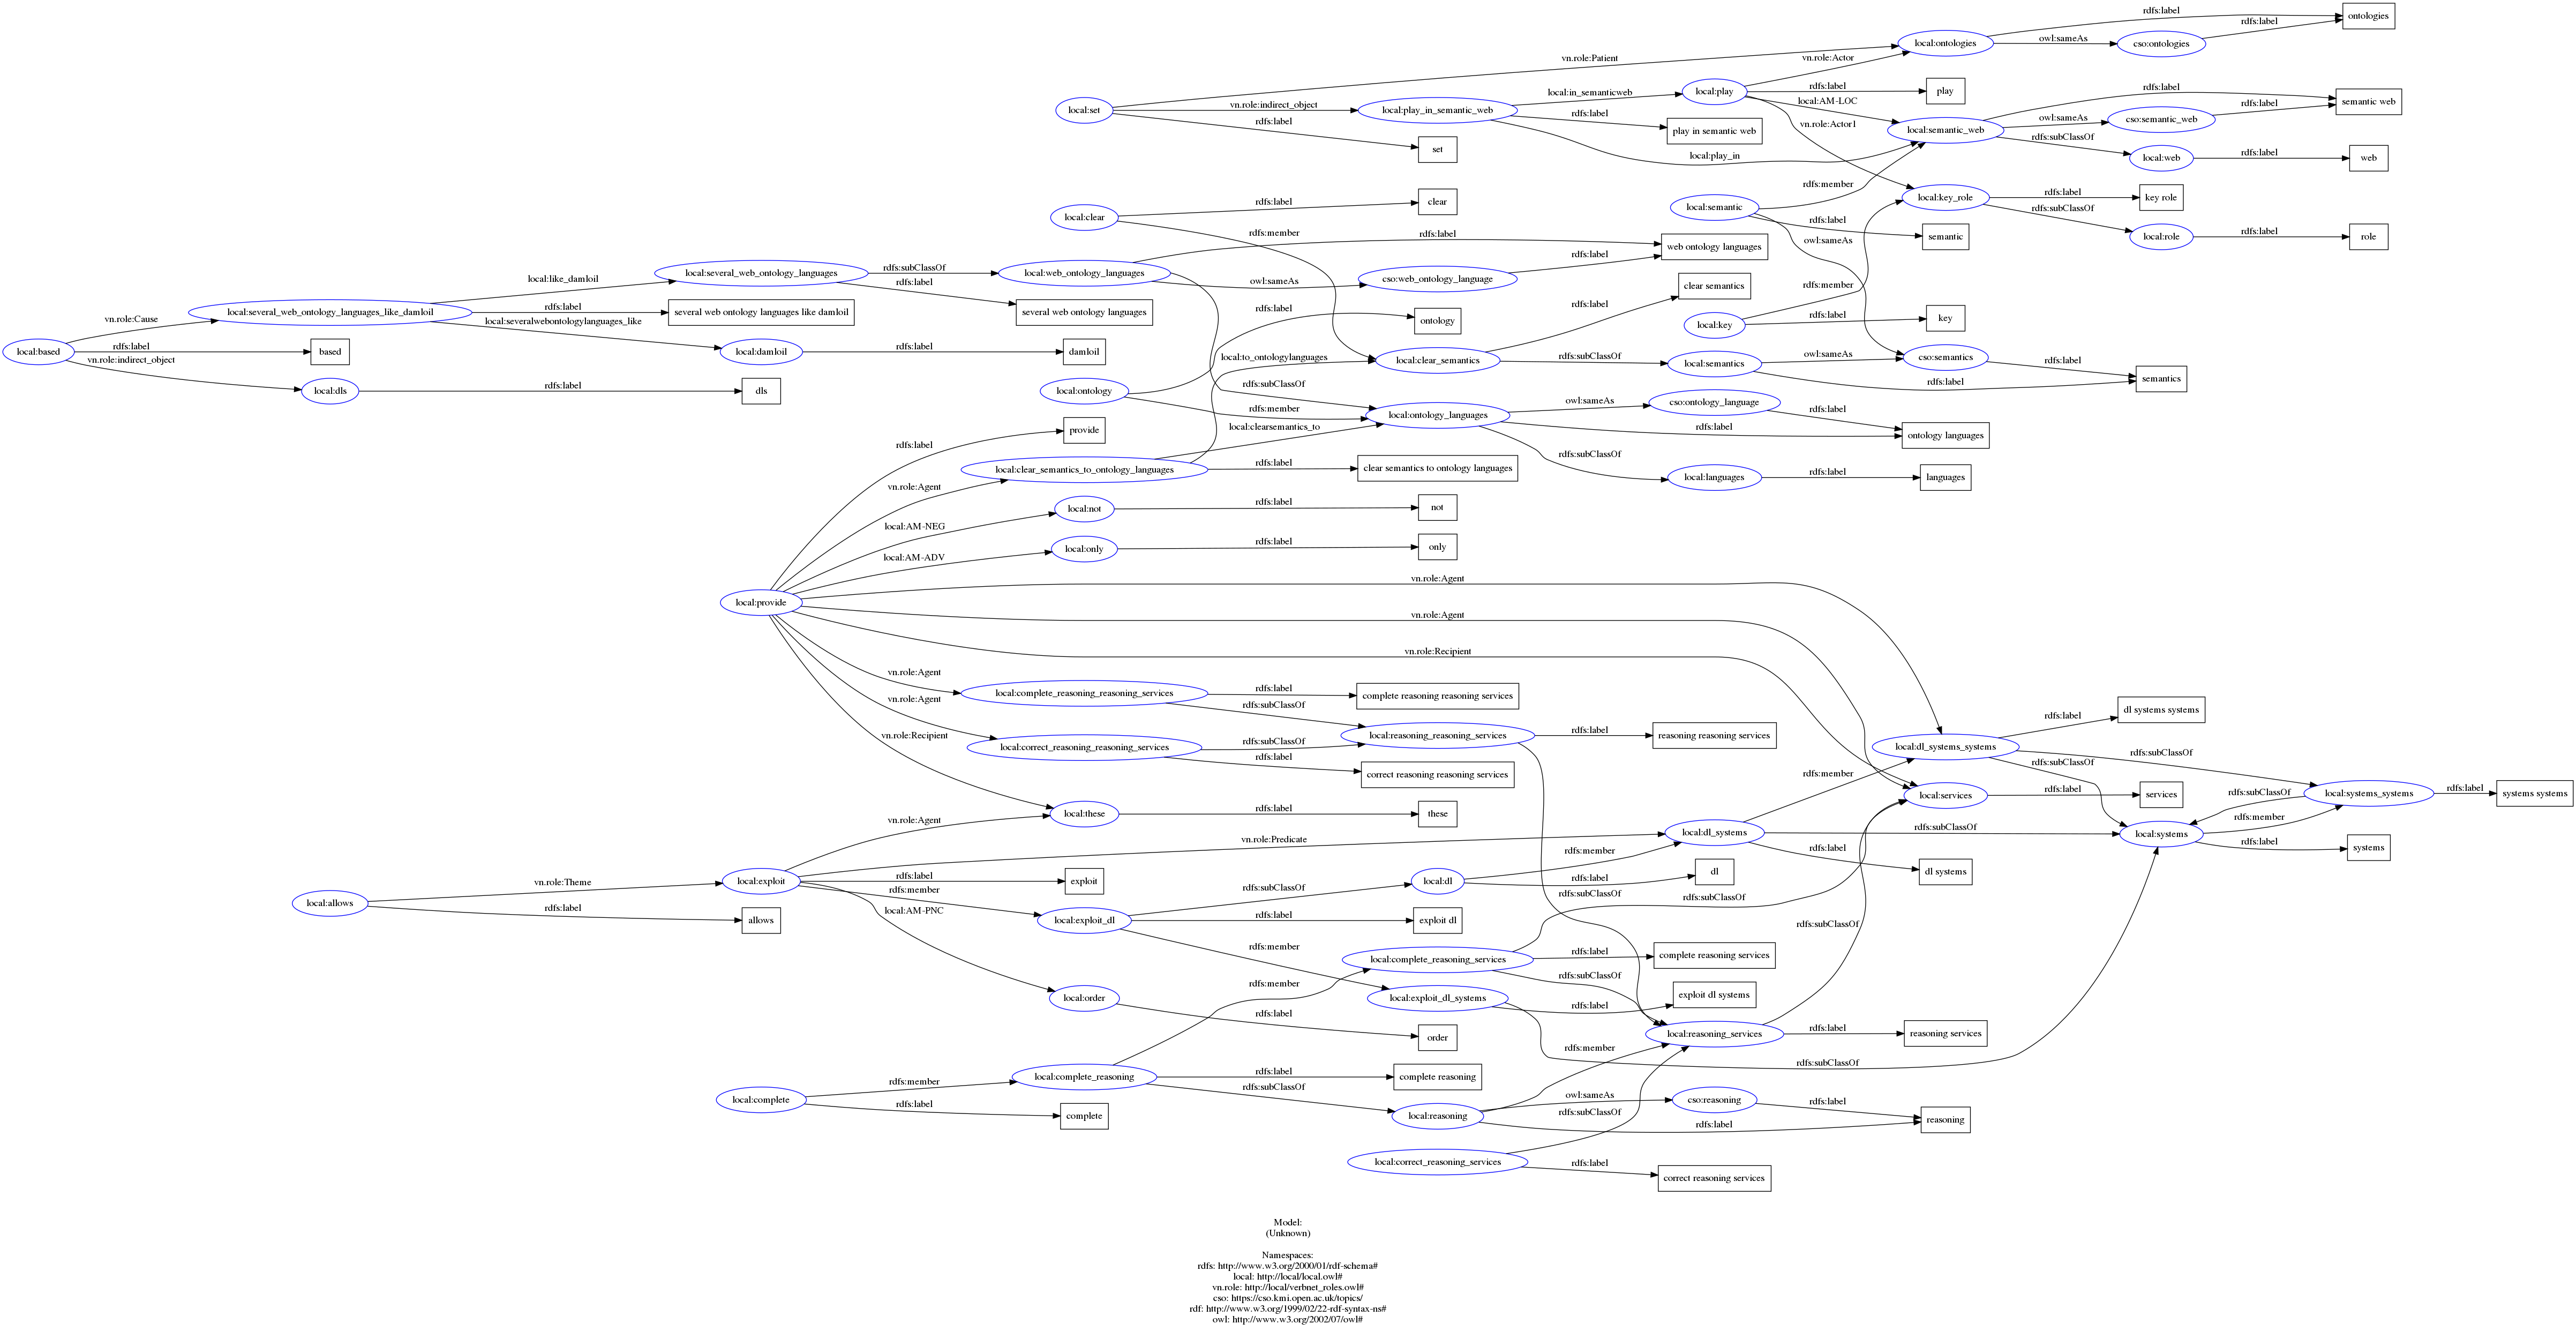 rdfs:label
ontologies
local:ontologies
owl:sameAs
cso:ontologies
rdfs:label
vn.role:Patient
vn.role:Actor
local:set
vn.role:indirect_object
rdfs:label
set
local:play_in_semantic_web
local:in_semanticweb
rdfs:label
play in semantic web
local:play_in
local:play
rdfs:label
play
local:AM-LOC
vn.role:Actor1
local:semantic_web
rdfs:label
semantic web
owl:sameAs
cso:semantic_web
rdfs:label
rdfs:subClassOf
local:web
rdfs:label
web
rdfs:member
local:semantic
rdfs:label
semantic
owl:sameAs
local:key_role
rdfs:label
key role
rdfs:subClassOf
local:role
rdfs:label
role
local:clear
rdfs:label
clear
rdfs:member
rdfs:label
web ontology languages
local:several_web_ontology_languages
rdfs:subClassOf
local:web_ontology_languages
owl:sameAs
cso:web_ontology_language
rdfs:label
rdfs:label
several web ontology languages
local:like_damloil
local:several_web_ontology_languages_like_damloil
rdfs:label
several web ontology languages like damloil
local:severalwebontologylanguages_like
vn.role:Cause
local:based
rdfs:label
based
vn.role:indirect_object
local:dls
rdfs:label
dls
local:damloil
rdfs:label
damloil
rdfs:label
ontology
rdfs:label
clear semantics
rdfs:member
local:key
rdfs:label
key
local:to_ontologylanguages
local:clear_semantics
rdfs:subClassOf
local:semantics
owl:sameAs
cso:semantics
rdfs:label
semantics
rdfs:label
local:ontology
rdfs:subClassOf
rdfs:member
local:ontology_languages
owl:sameAs
cso:ontology_language
rdfs:label
rdfs:label
ontology languages
rdfs:subClassOf
local:languages
rdfs:label
languages
local:clearsemantics_to
rdfs:label
provide
local:clear_semantics_to_ontology_languages
rdfs:label
clear semantics to ontology languages
vn.role:Agent
local:AM-NEG
local:not
rdfs:label
not
local:AM-ADV
local:only
rdfs:label
only
local:provide
vn.role:Agent
vn.role:Agent
vn.role:Recipient
vn.role:Agent
local:complete_reasoning_reasoning_services
rdfs:label
complete reasoning reasoning services
rdfs:subClassOf
vn.role:Agent
local:correct_reasoning_reasoning_services
rdfs:subClassOf
rdfs:label
correct reasoning reasoning services
local:reasoning_reasoning_services
rdfs:label
reasoning reasoning services
vn.role:Recipient
local:these
rdfs:label
these
local:dl_systems_systems
rdfs:label
dl systems systems
rdfs:subClassOf
rdfs:subClassOf
rdfs:member
local:services
rdfs:label
services
rdfs:subClassOf
local:systems_systems
rdfs:label
systems systems
rdfs:member
local:systems
rdfs:label
systems
vn.role:Agent
vn.role:Predicate
local:dl_systems
rdfs:subClassOf
rdfs:label
dl systems
rdfs:member
local:allows
vn.role:Theme
rdfs:label
allows
local:exploit
rdfs:label
exploit
rdfs:member
local:AM-PNC
local:exploit_dl
rdfs:subClassOf
local:dl
rdfs:label
dl
rdfs:label
exploit dl
rdfs:member
rdfs:subClassOf
rdfs:subClassOf
rdfs:subClassOf
local:complete_reasoning_services
rdfs:label
complete reasoning services
rdfs:subClassOf
local:exploit_dl_systems
rdfs:label
exploit dl systems
rdfs:subClassOf
local:order
rdfs:label
order
rdfs:member
local:reasoning_services
rdfs:label
reasoning services
rdfs:member
local:complete
rdfs:member
rdfs:label
complete
local:complete_reasoning
rdfs:label
complete reasoning
rdfs:subClassOf
local:reasoning
owl:sameAs
cso:reasoning
rdfs:label
reasoning
rdfs:subClassOf
rdfs:label
local:correct_reasoning_services
rdfs:label
correct reasoning services
Model:
(Unknown)
Namespaces:
rdfs: http://www.w3.org/2000/01/rdf-schema#
local: http://local/local.owl#
vn.role: http://local/verbnet_roles.owl#
cso: https://cso.kmi.open.ac.uk/topics/
rdf: http://www.w3.org/1999/02/22-rdf-syntax-ns#
owl: http://www.w3.org/2002/07/owl#